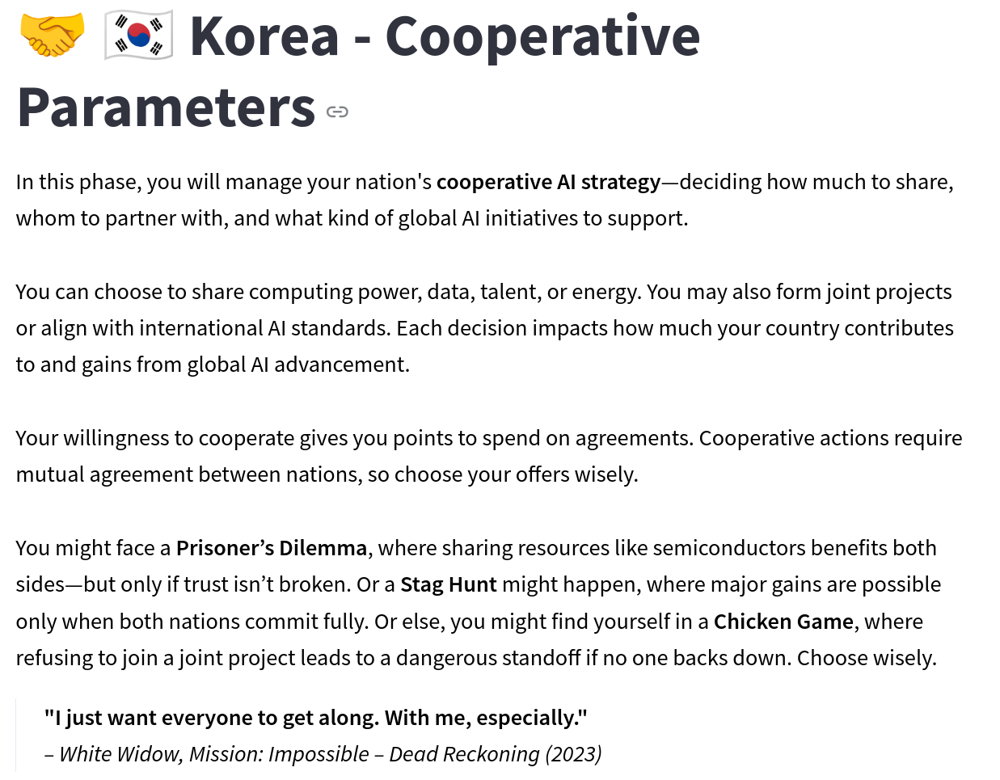 🤝 🇰🇷 Korea - Cooperative
Parameters
In this phase, you will manage your nation's cooperative AI strategy—deciding how much to share,
whom to partner with, and what kind of global AI initiatives to support.
You can choose to share computing power, data, talent, or energy. You may also form joint projects
or align with international AI standards. Each decision impacts how much your country contributes
to and gains from global AI advancement.
Your willingness to cooperate gives you points to spend on agreements. Cooperative actions require
mutual agreement between nations, so choose your offers wisely.
You might face a Prisoner’s Dilemma, where sharing resources like semiconductors benefits both
sides—but only if trust isn’t broken. Or a Stag Hunt might happen, where major gains are possible
only when both nations commit fully. Or else, you might find yourself in a Chicken Game, where
refusing to join a joint project leads to a dangerous standoff if no one backs down. Choose wisely.
"I just want everyone to get along. With me, especially."
– White Widow, Mission: Impossible – Dead Reckoning (2023)